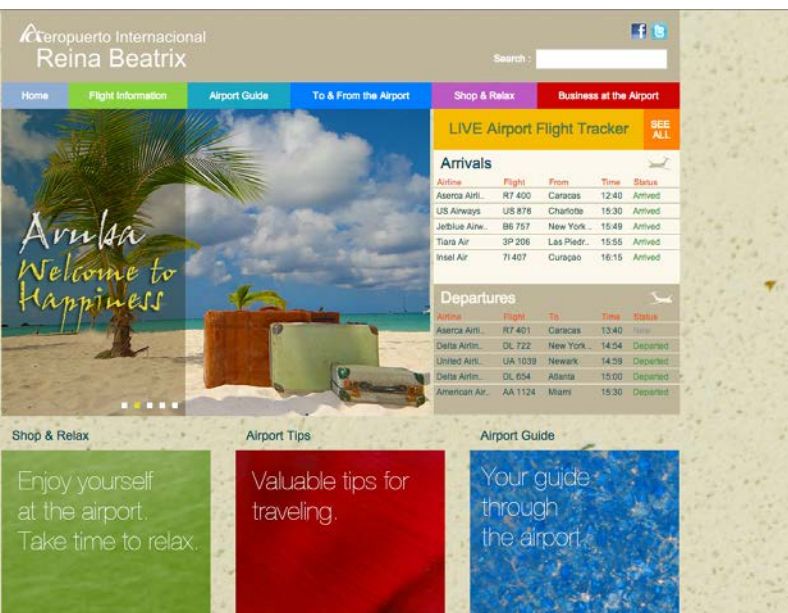 Aeropuerto Internacional
Reina Beatrix
Search :
Home Flight Information Airport Guide To & From the Airport Shop & Relax Business at the Airport
LIVE Airport Flight Tracker SEE ALL
Arrivals
Airline Flight From Time Status
Aserca Airli.. R7 400 Caracas 12:40 Arrived
US Airways US 878 Charlotte 15:30 Arrived
Jetblue Airw.. B6 757 New York .. 15:49 Arrived
Tiara Air 3P 206 Las Piedr.. 15:55 Arrived
Insel Air 7I 407 Curaçao 16:15 Arrived
Departures
Airline Flight To Time Status
Aserca Airli.. R7 401 Caracas 13:40 New
Delta Airlin.. DL 722 New York .. 14:54 Departed
United Airli.. UA 1039 Newark 14:59 Departed
Delta Airlin.. DL 654 Atlanta 15:00 Departed
American Air.. AA 1124 Miami 15:30 Departed
Aruba
Welcome to
Happiness
Shop & Relax Airport Tips Airport Guide
Enjoy yourself
at the airport.
Take time to relax.
Valuable tips for
traveling.
Your guide
through
the airport.